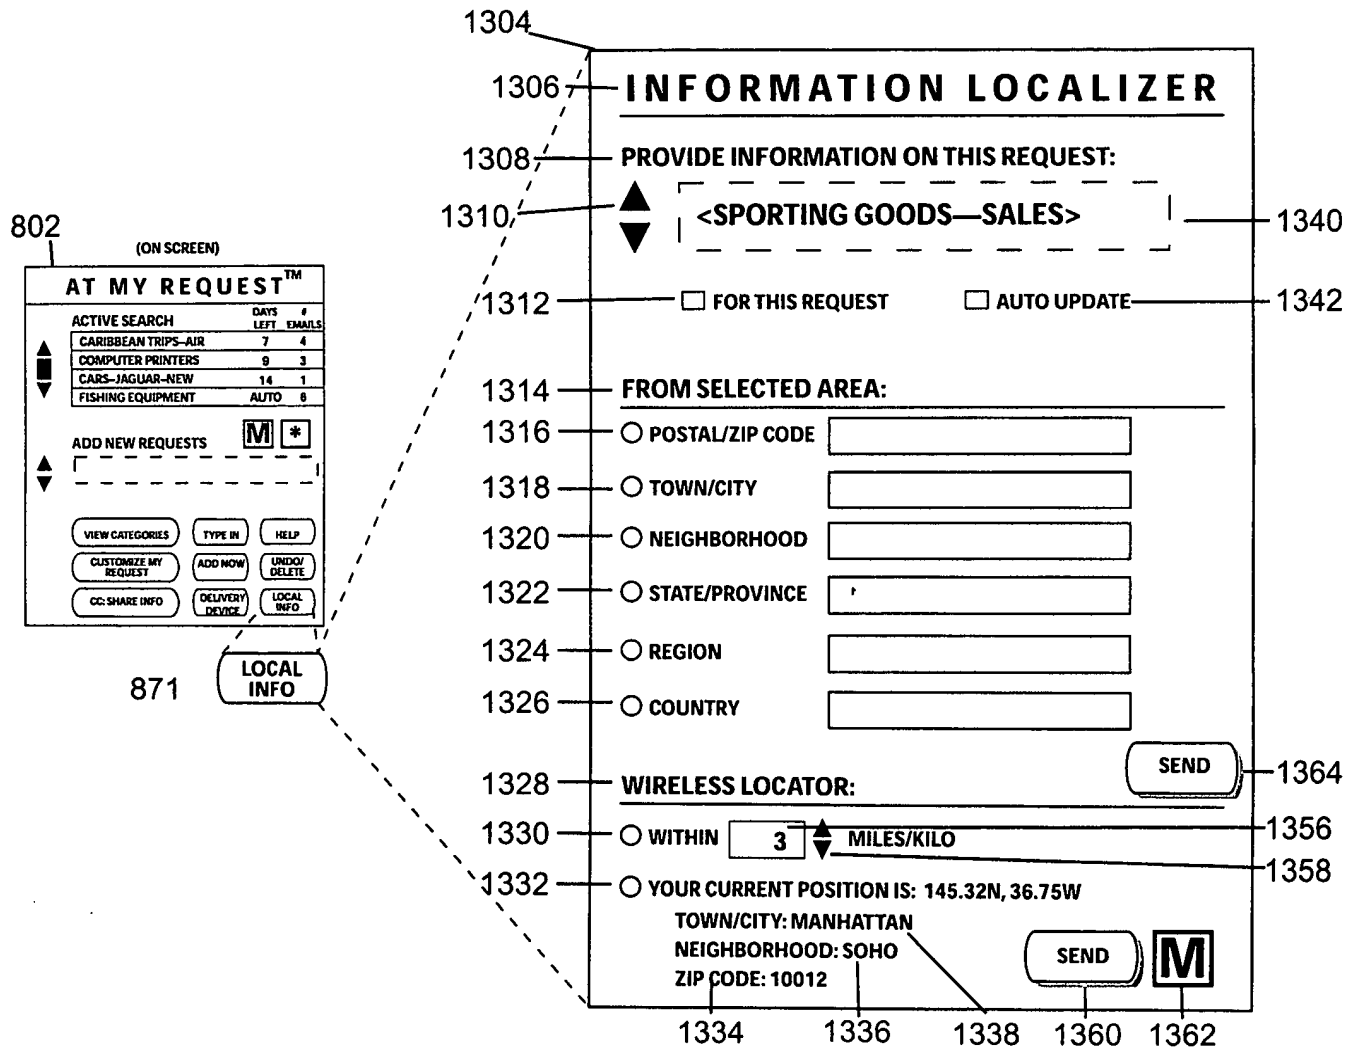 1304
1306 INFORMATION LOCALIZER
1308 PROVIDE INFORMATION ON THIS REQUEST:
1310 <SPORTING GOODS—SALES> 1340
1312 FOR THIS REQUEST AUTO UPDATE 1342
1314 FROM SELECTED AREA:
1316 POSTAL/ZIP CODE
1318 TOWN/CITY
1320 NEIGHBORHOOD
1322 STATE/PROVINCE
1324 REGION
1326 COUNTRY
SEND 1364
1328 WIRELESS LOCATOR:
1330 WITHIN 3 MILES/KILO 1356
1358
1332 YOUR CURRENT POSITION IS: 145.32N, 36.75W
TOWN/CITY: MANHATTAN
NEIGHBORHOOD: SOHO
ZIP CODE: 10012
SEND M
1334 1336 1338 1360 1362
802
(ON SCREEN)
AT MY REQUEST™
ACTIVE SEARCH DAYS LEFT # EMAILS
CARIBBEAN TRIPS–AIR 7 4
COMPUTER PRINTERS 9 3
CARS–JAGUAR–NEW 14 1
FISHING EQUIPMENT AUTO 6
ADD NEW REQUESTS M *
VIEW CATEGORIES TYPE IN HELP
CUSTOMIZE MY REQUEST ADD NOW UNDO/ DELETE
CC: SHARE INFO DELIVERY DEVICE LOCAL INFO
871 LOCAL INFO